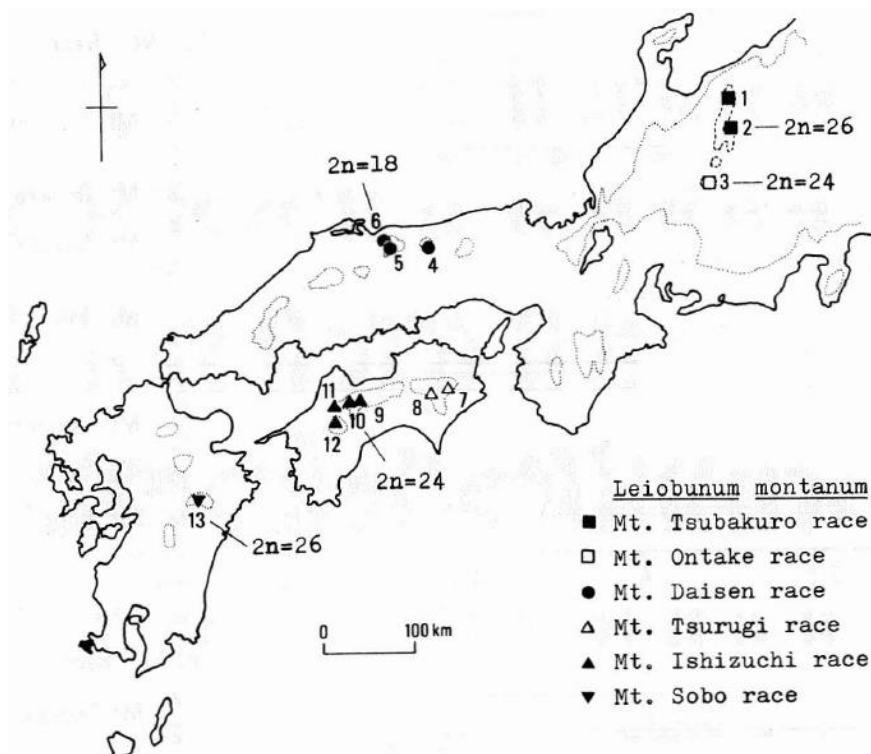 1
2—2n=26
3—2n=24
2n=18
6
5
4
11
10
9
8
7
12
2n=24
13
2n=26
0
100 km
Leiobunum montanum
■ Mt. Tsubakuro race
□ Mt. Ontake race
● Mt. Daisen race
△ Mt. Tsurugi race
▲ Mt. Ishizuchi race
▼ Mt. Sobo race